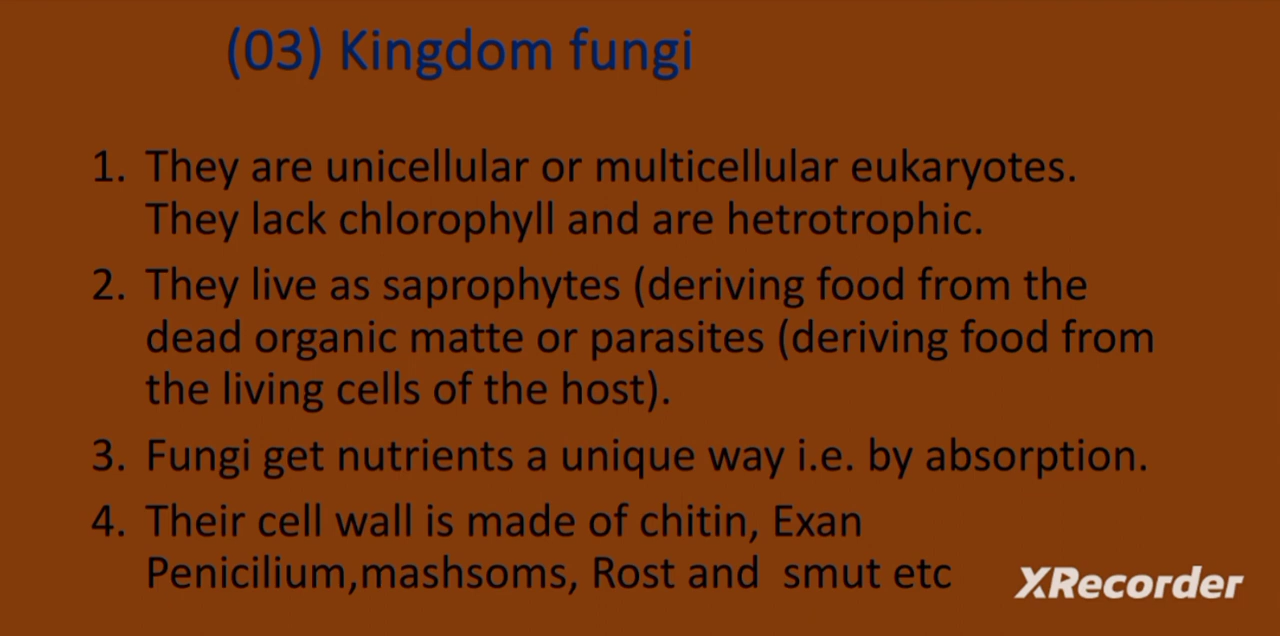 (03) Kingdom fungi
1. They are unicellular or multicellular eukaryotes.
They lack chlorophyll and are hetrotrophic.
2. They live as saprophytes (deriving food from the
dead organic matte or parasites (deriving food from
the living cells of the host).
3. Fungi get nutrients a unique way i.e. by absorption.
4. Their cell wall is made of chitin, Exan
Penicilium,mashsoms, Rost and  smut etc
XRecorder